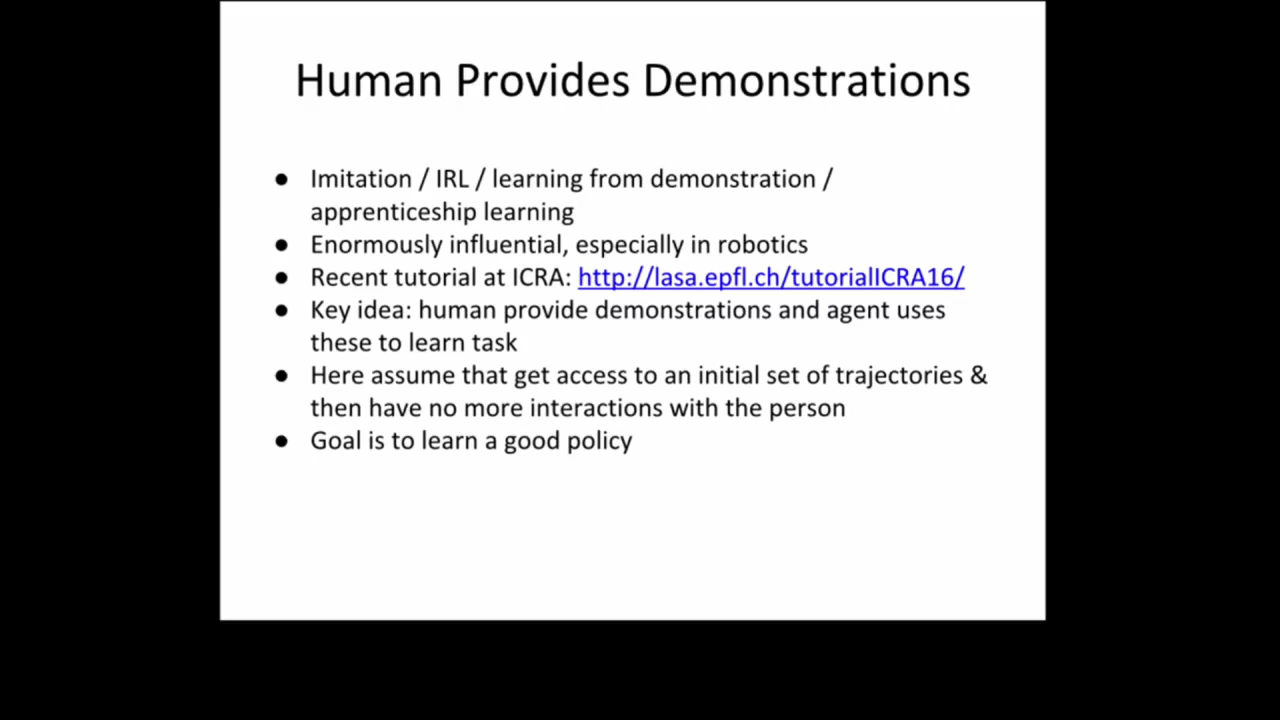 Human Provides Demonstrations
● Imitation / IRL / learning from demonstration /
apprenticeship learning
● Enormously influential, especially in robotics
● Recent tutorial at ICRA: http://lasa.epfl.ch/tutorialICRA16/
● Key idea: human provide demonstrations and agent uses
these to learn task
● Here assume that get access to an initial set of trajectories &
then have no more interactions with the person
● Goal is to learn a good policy